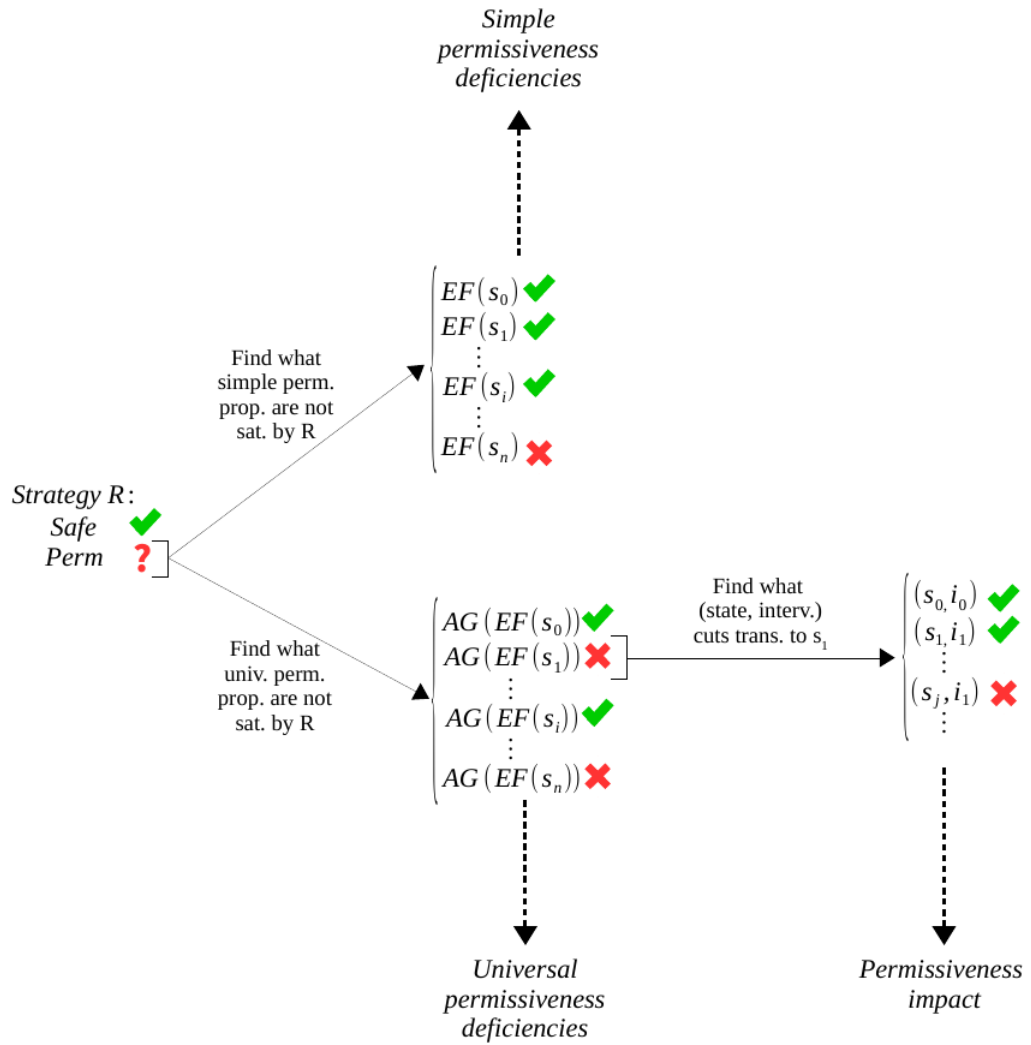 Simple
permissiveness
deficiencies
EF(s₀)
EF(s₁)
⋮
EF(sᵢ)
⋮
EF(sₙ)
Find what
simple perm.
prop. are not
sat. by R
Strategy R:
Safe
Perm ?
Find what
univ. perm.
prop. are not
sat. by R
AG(EF(s₀))
AG(EF(s₁))
⋮
AG(EF(sᵢ))
⋮
AG(EF(sₙ))
Find what
(state, interv.)
cuts trans. to s₁
(s₀, i₀)
(s₁, i₁)
⋮
(sⱼ, i₁)
⋮
Universal
permissiveness
deficiencies
Permissiveness
impact